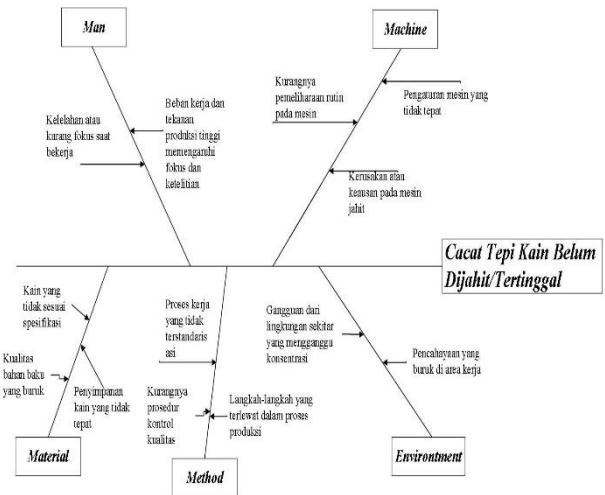 Man
Machine
Kelelahan atau
kurang fokus saat
bekerja
Beban kerja dan
tekanan
produksi tinggi
memengaruhi
fokus dan
ketelitian
Kurangnya
pemeliharaan rutin
pada mesin
Pengaturan mesin yang
tidak tepat
Kerusakan atau
keausan pada mesin
jahit
Cacat Tepi Kain Belum
Dijahit/Tertinggal
Kain yang
tidak sesuai
spesifikasi
Kualitas
bahan baku
yang buruk
Penyimpanan
kain yang tidak
tepat
Proses kerja
yang tidak
terstandaris
asi
Kurangnya
prosedur
kontrol
kualitas
Langkah-langkah yang
terlewat dalam proses
produksi
Gangguan dari
lingkungan sekitar
yang mengganggu
konsentrasi
Pencahayaan yang
buruk di area kerja
Material
Method
Environtment